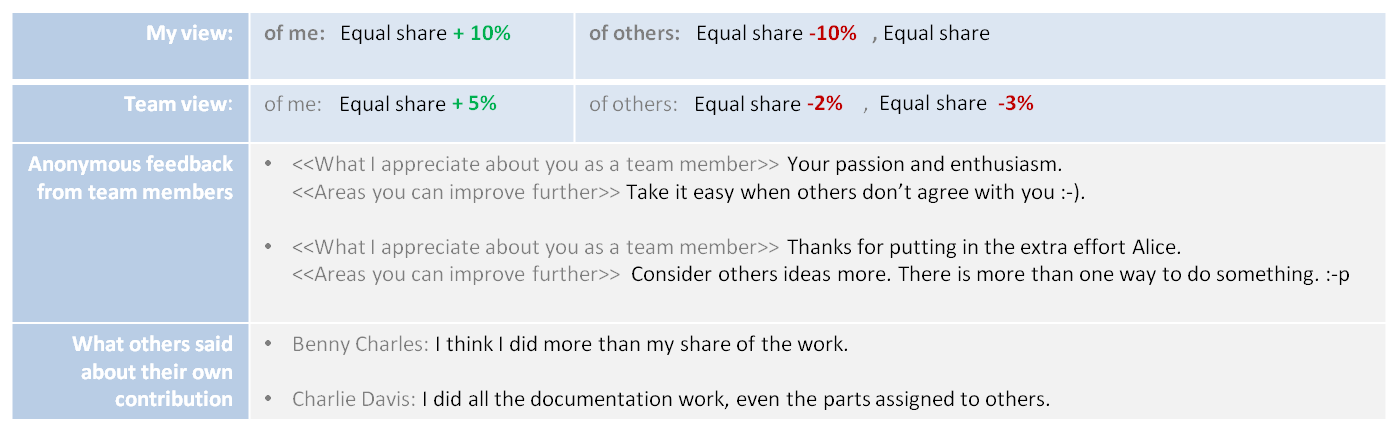 My view: of me: Equal share + 10% of others: Equal share -10% , Equal share
Team view: of me: Equal share + 5% of others: Equal share -2% , Equal share -3%
Anonymous feedback from team members
• <<What I appreciate about you as a team member>> Your passion and enthusiasm.
<<Areas you can improve further>> Take it easy when others don’t agree with you :-).
• <<What I appreciate about you as a team member>> Thanks for putting in the extra effort Alice.
<<Areas you can improve further>> Consider others ideas more. There is more than one way to do something. :-p
What others said about their own contribution
• Benny Charles: I think I did more than my share of the work.
• Charlie Davis: I did all the documentation work, even the parts assigned to others.